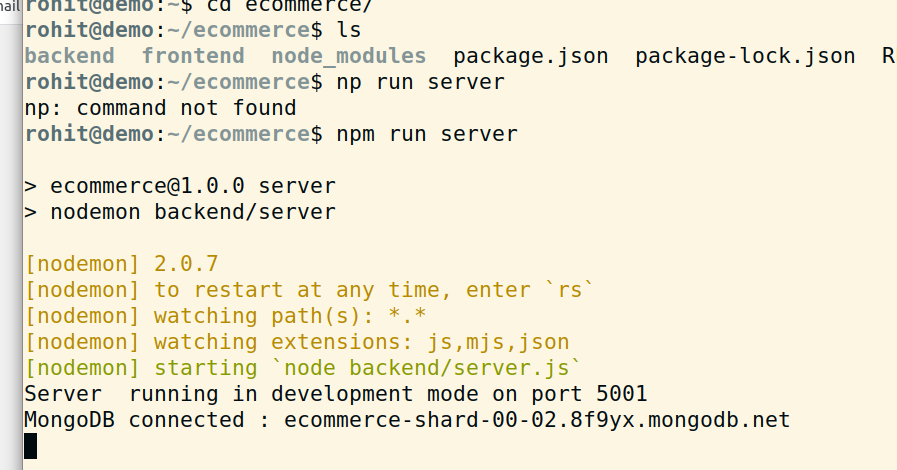 nail
rohit@demo:~$ cd ecommerce/
rohit@demo:~/ecommerce$ ls
backend  frontend  node_modules  package.json  package-lock.json
rohit@demo:~/ecommerce$ np run server
np: command not found
rohit@demo:~/ecommerce$ npm run server
> ecommerce@1.0.0 server
> nodemon backend/server
[nodemon] 2.0.7
[nodemon] to restart at any time, enter `rs`
[nodemon] watching path(s): *.*
[nodemon] watching extensions: js,mjs,json
[nodemon] starting `node backend/server.js`
Server  running in development mode on port 5001
MongoDB connected : ecommerce-shard-00-02.8f9yx.mongodb.net